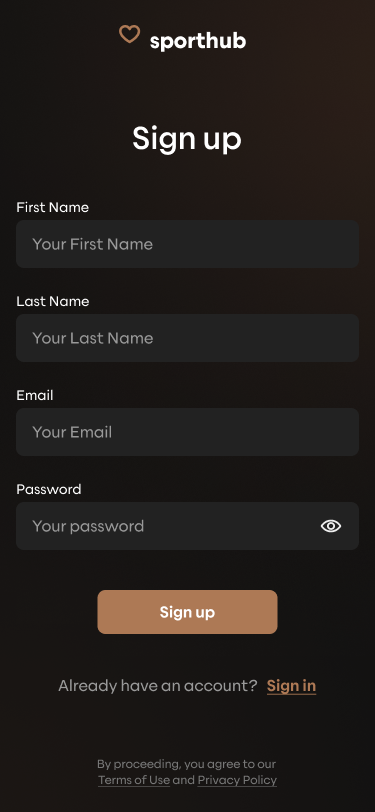 sporthub
Sign up
First Name
Your First Name
Last Name
Your Last Name
Email
Your Email
Password
Your password
Sign up
Already have an account? Sign in
By proceeding, you agree to our
Terms of Use and Privacy Policy